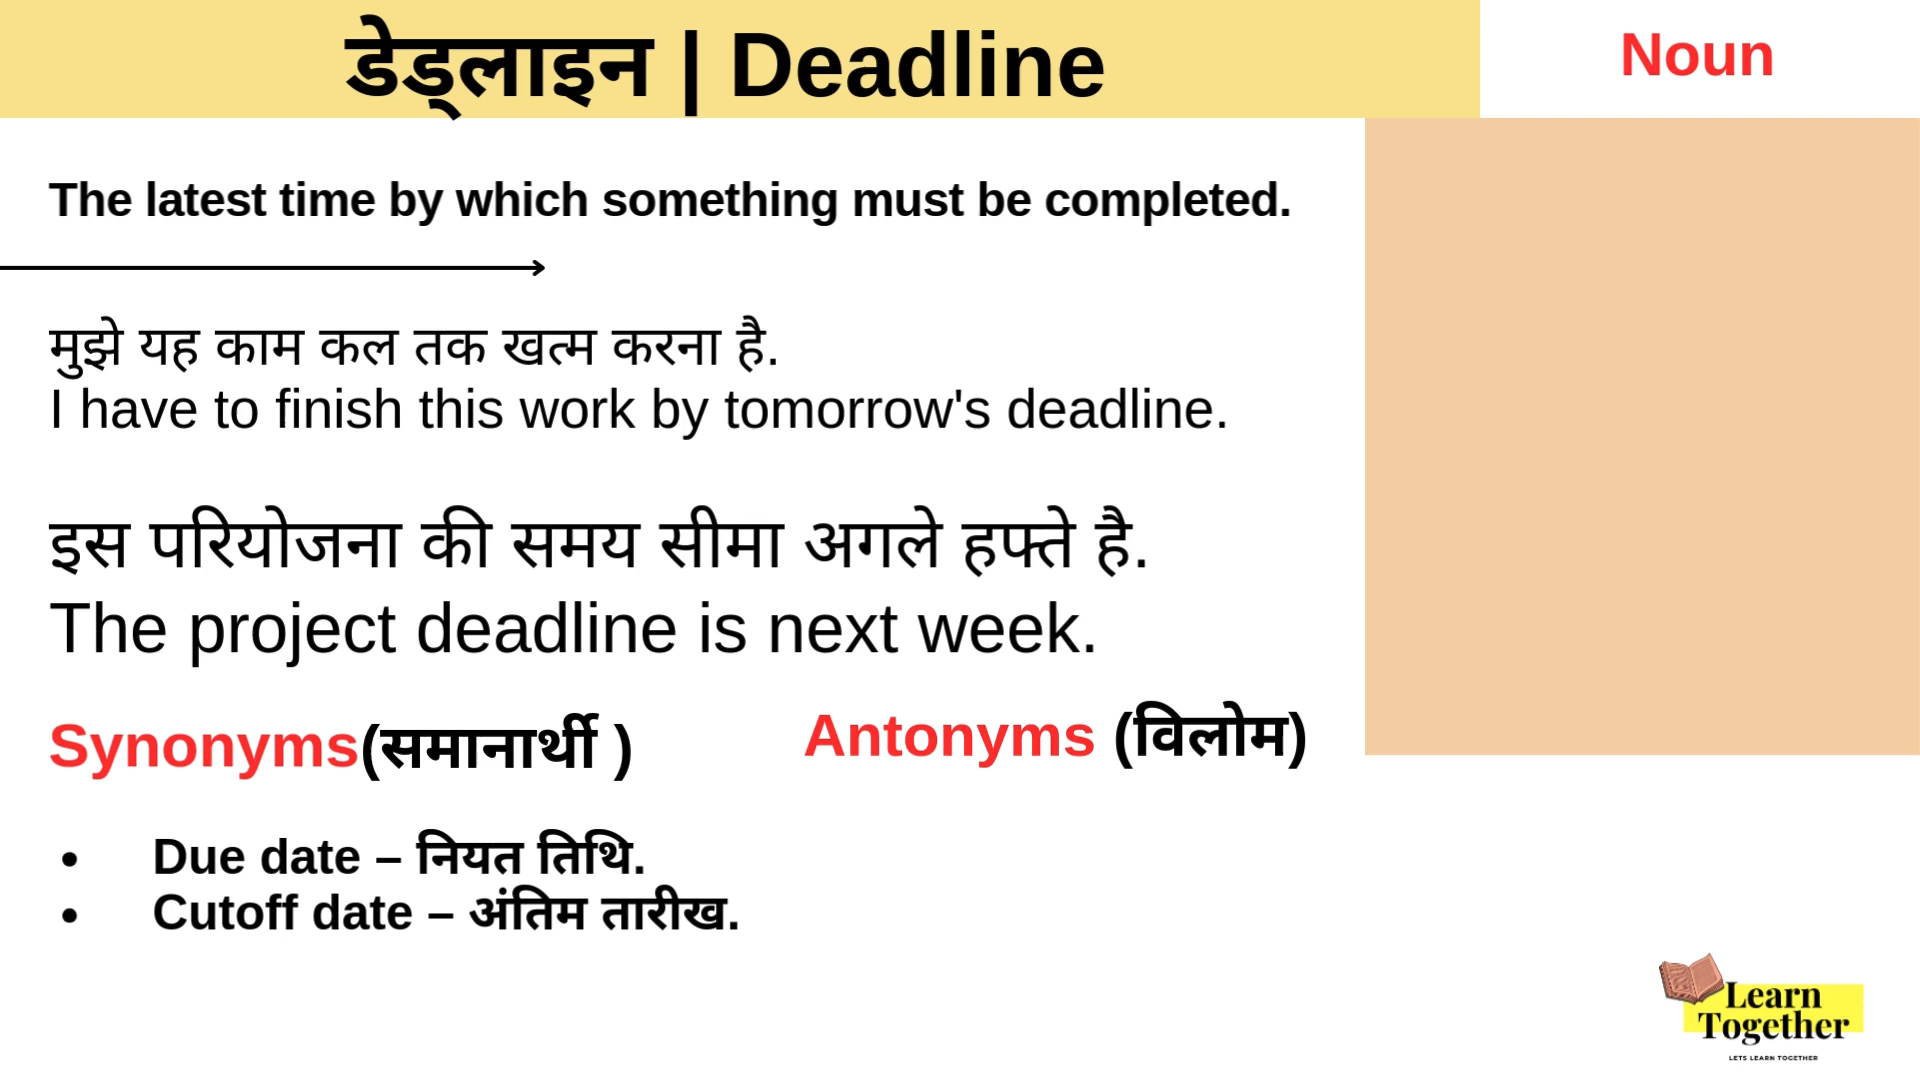 डेड्लाइन | Deadline
Noun
The latest time by which something must be completed.
मुझे यह काम कल तक खत्म करना है.
I have to finish this work by tomorrow's deadline.
इस परियोजना की समय सीमा अगले हफ्ते है.
The project deadline is next week.
Synonyms(समानार्थी )
Antonyms (विलोम)
• Due date – नियत तिथि.
• Cutoff date – अंतिम तारीख.
Learn
Together
LETS LEARN TOGETHER